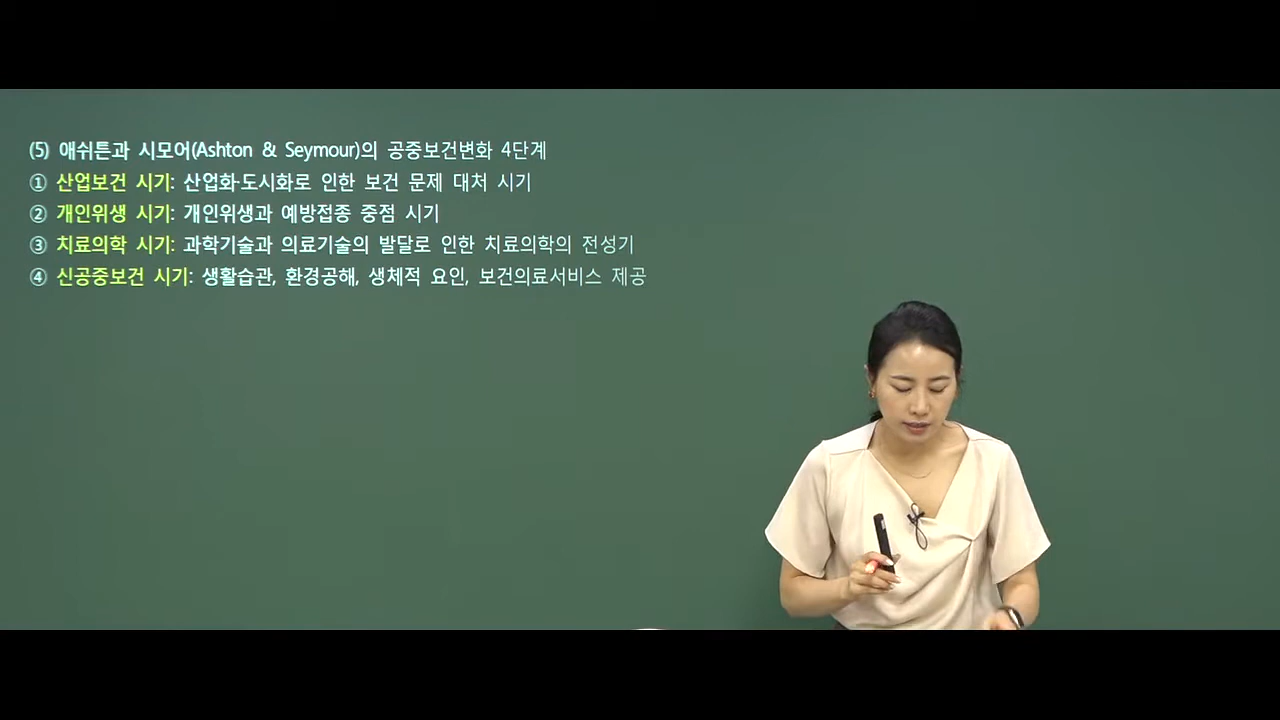 (5) 애쉬튼과 시모어(Ashton & Seymour)의 공중보건변화 4단계
① 산업보건 시기: 산업화·도시화로 인한 보건 문제 대처 시기
② 개인위생 시기: 개인위생과 예방접종 중점 시기
③ 치료의학 시기: 과학기술과 의료기술의 발달로 인한 치료의학의 전성기
④ 신공중보건 시기: 생활습관, 환경공해, 생체적 요인, 보건의료서비스 제공